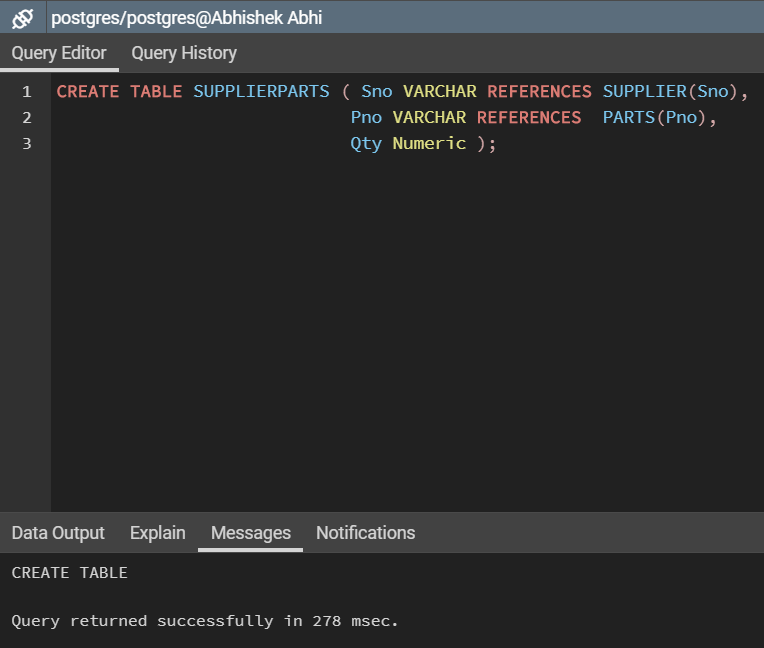 postgres/postgres@Abhishek Abhi
Query Editor Query History
1 CREATE TABLE SUPPLIERPARTS ( Sno VARCHAR REFERENCES SUPPLIER(Sno),
2 Pno VARCHAR REFERENCES  PARTS(Pno),
3 Qty Numeric );
Data Output Explain Messages Notifications
CREATE TABLE
Query returned successfully in 278 msec.